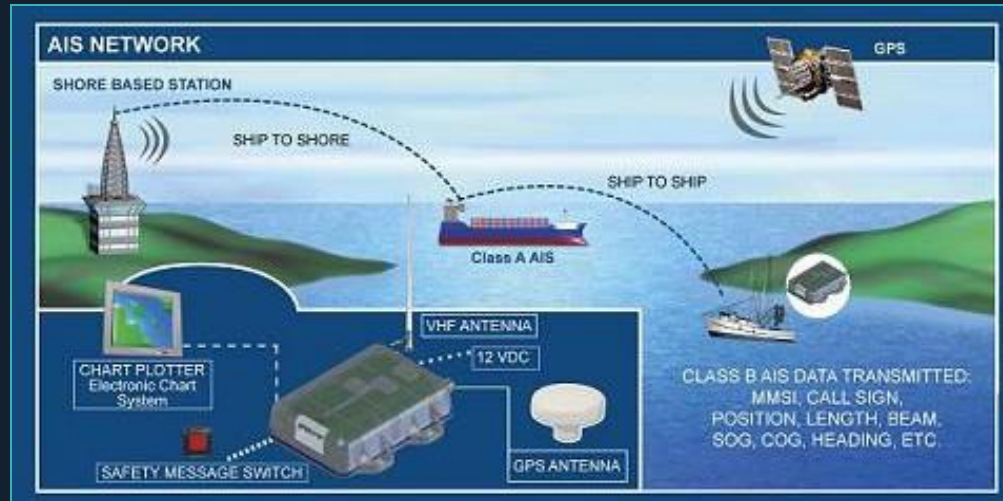 AIS NETWORK
GPS
SHORE BASED STATION
SHIP TO SHORE
SHIP TO SHIP
Class A AIS
VHF ANTENNA
12 VDC
CHART PLOTTER
Electronic Chart
System
CLASS B AIS DATA TRANSMITTED:
MMSI, CALL SIGN,
POSITION, LENGTH, BEAM,
SOG, COG, HEADING, ETC.
SAFETY MESSAGE SWITCH
GPS ANTENNA